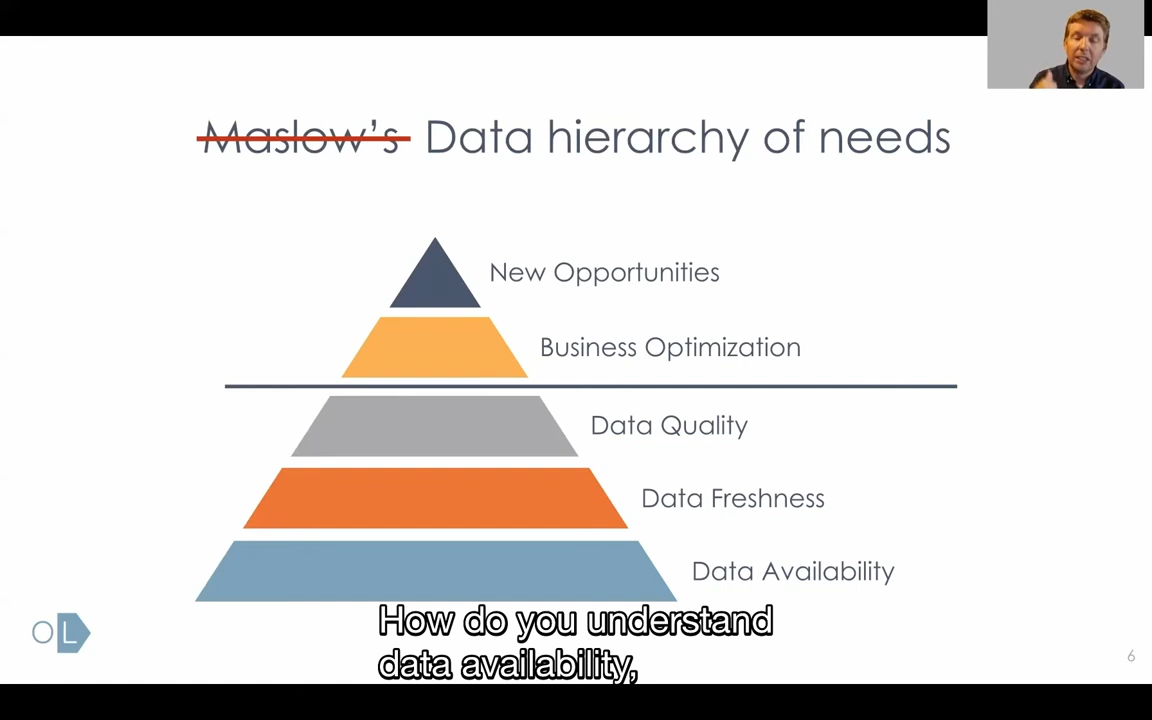 Maslow's Data hierarchy of needs
New Opportunities
Business Optimization
Data Quality
Data Freshness
Data Availability
How do you understand
data availability,
OL
6